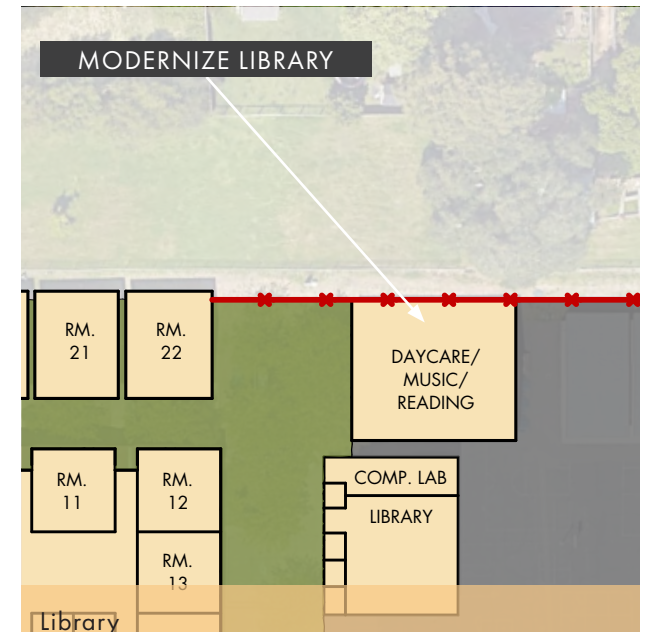 MODERNIZE LIBRARY
RM.
21
RM.
22
DAYCARE/
MUSIC/
READING
RM.
11
RM.
12
COMP. LAB
LIBRARY
RM.
13
Library